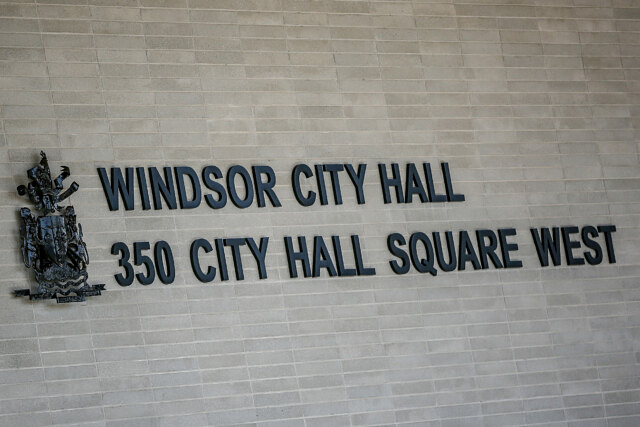 WINDSOR CITY HALL
350 CITY HALL SQUARE WEST